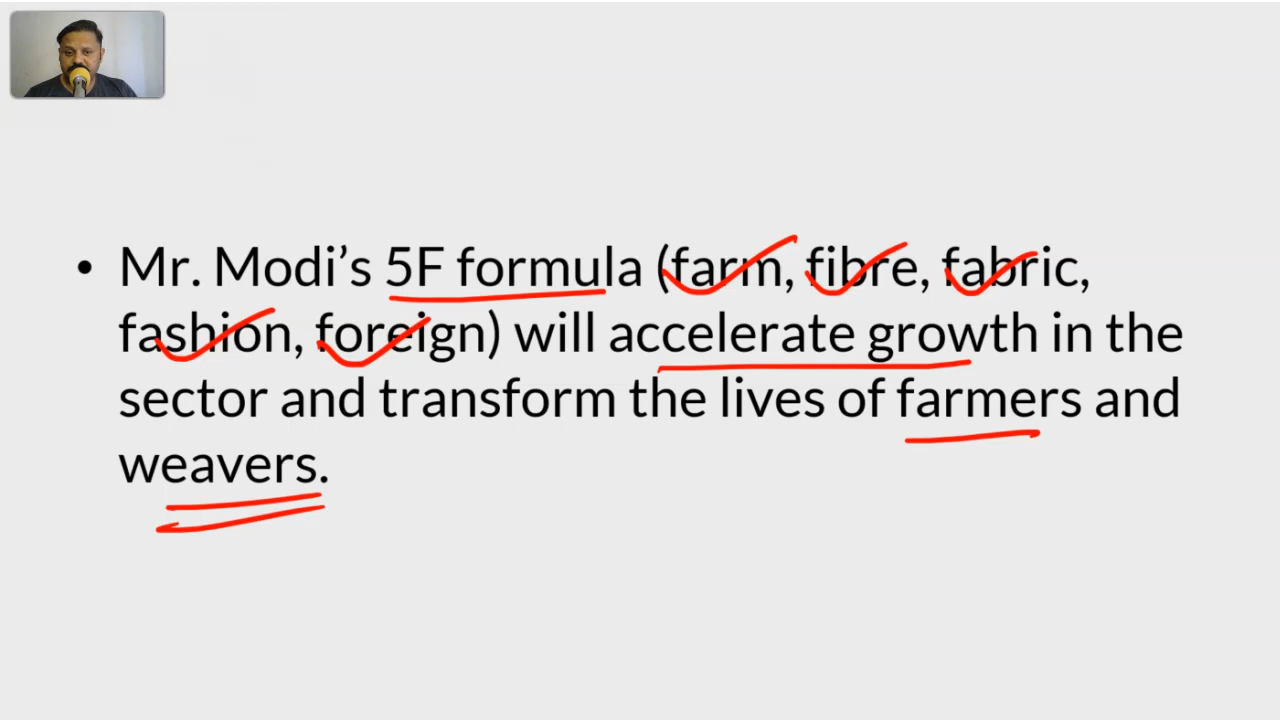 • Mr. Modi’s 5F formula (farm, fibre, fabric,
fashion, foreign) will accelerate growth in the
sector and transform the lives of farmers and
weavers.